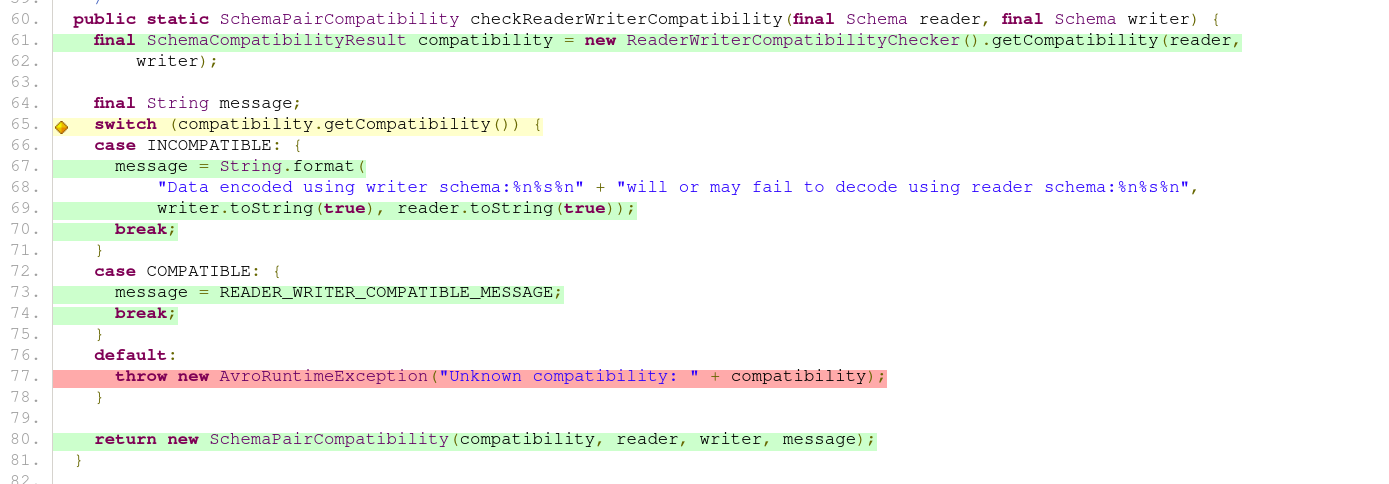 60. public static SchemaPairCompatibility checkReaderWriterCompatibility(final Schema reader, final Schema writer) {
61. final SchemaCompatibilityResult compatibility = new ReaderWriterCompatibilityChecker().getCompatibility(reader,
62. writer);
63.
64. final String message;
65. switch (compatibility.getCompatibility()) {
66. case INCOMPATIBLE: {
67. message = String.format(
68. "Data encoded using writer schema:%n%s%n" + "will or may fail to decode using reader schema:%n%s%n",
69. writer.toString(true), reader.toString(true));
70. break;
71. }
72. case COMPATIBLE: {
73. message = READER_WRITER_COMPATIBLE_MESSAGE;
74. break;
75. }
76. default:
77. throw new AvroRuntimeException("Unknown compatibility: " + compatibility);
78. }
79.
80. return new SchemaPairCompatibility(compatibility, reader, writer, message);
81. }
82.